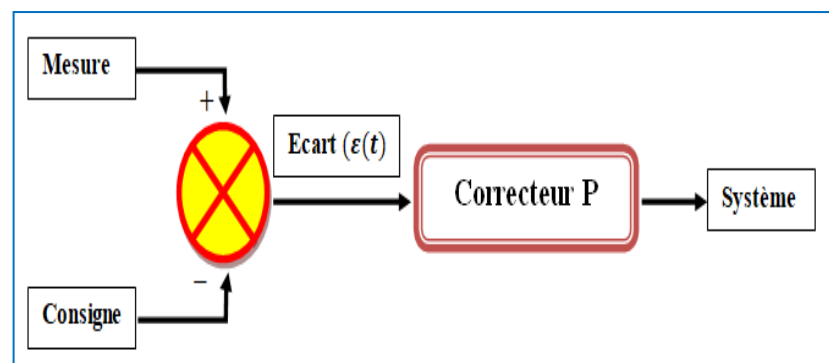 Mesure
+
Ecart (ε(t)
Correcteur P
Système
−
Consigne